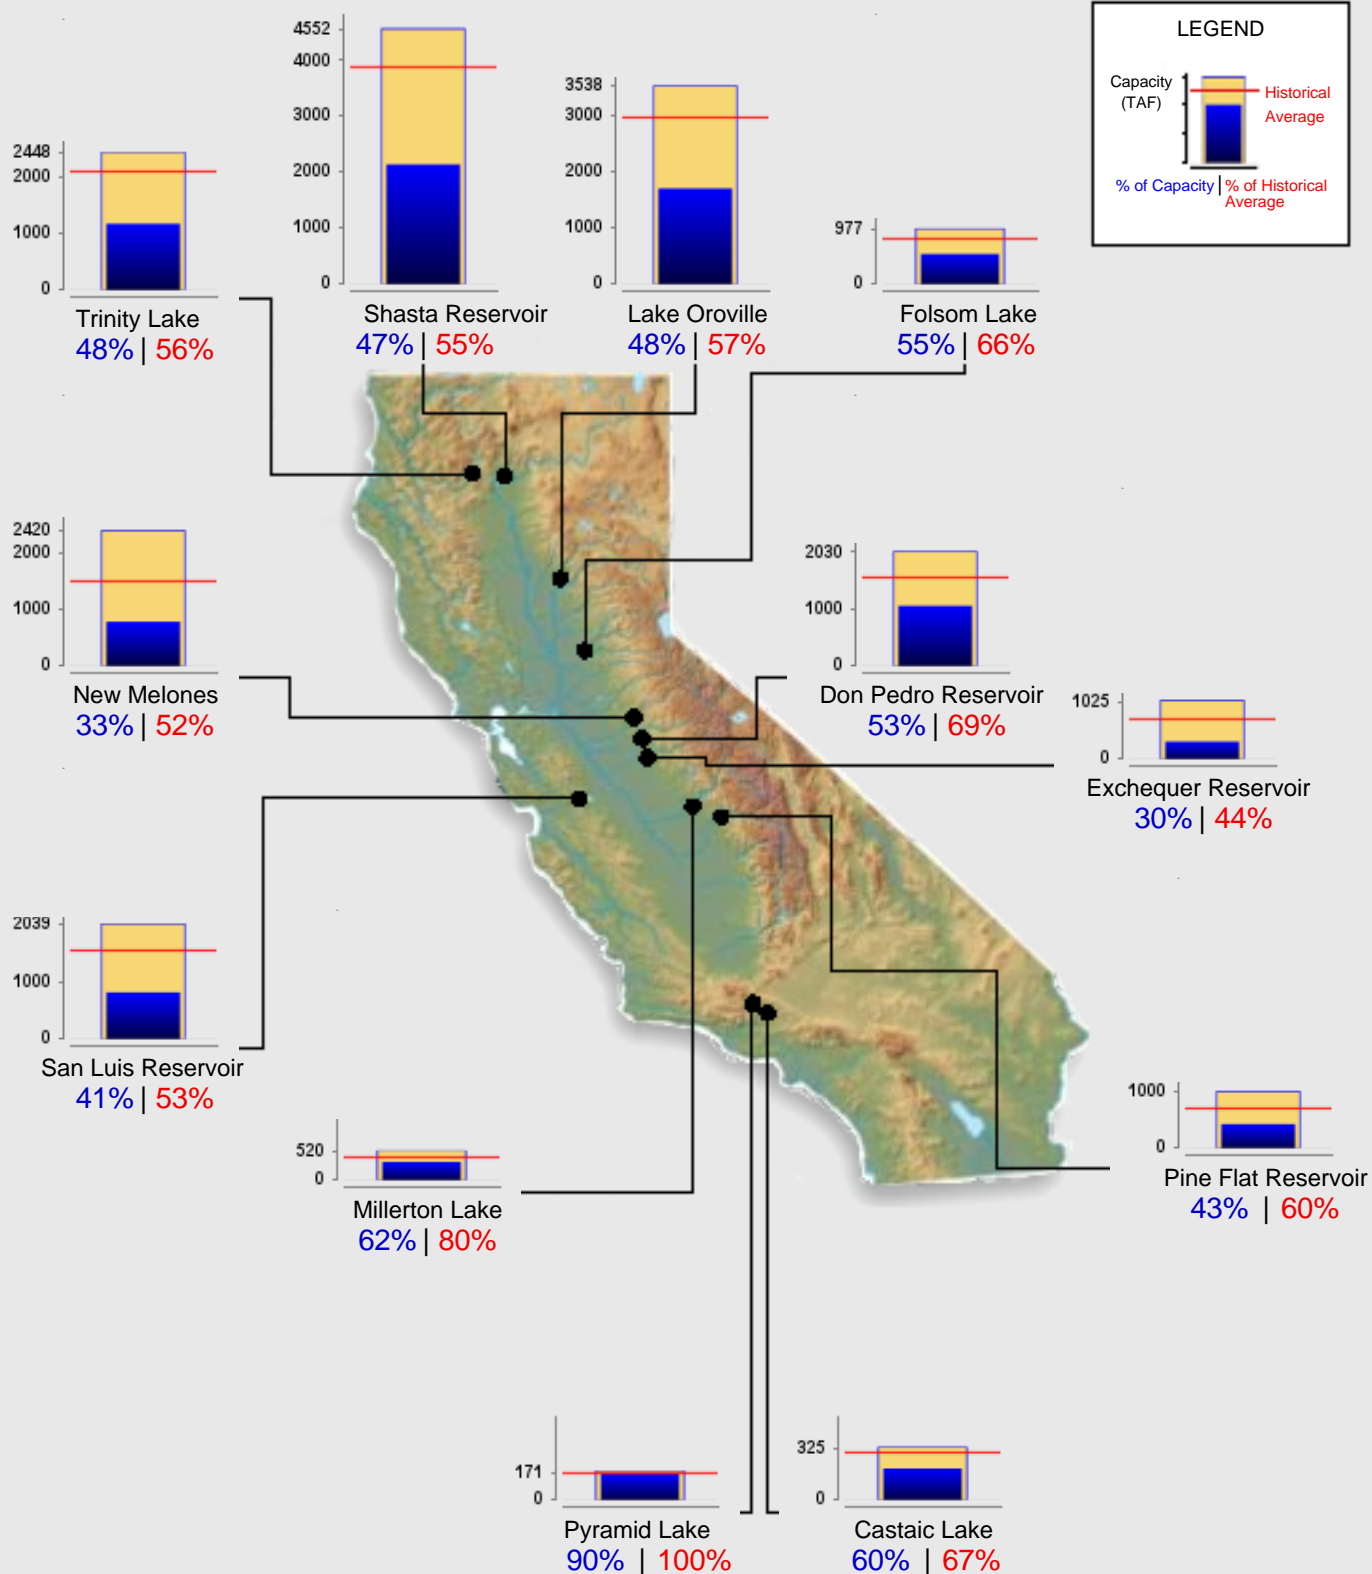 LEGEND
Capacity
(TAF)
Historical
Average
% of Capacity | % of Historical
Average
4552
4000
3000
2000
1000
0
Shasta Reservoir
47% | 55%
3538
3000
2000
1000
0
Lake Oroville
48% | 57%
2448
2000
1000
0
Trinity Lake
48% | 56%
977
0
Folsom Lake
55% | 66%
2420
2000
1000
0
New Melones
33% | 52%
2030
1000
0
Don Pedro Reservoir
53% | 69%
1025
0
Exchequer Reservoir
30% | 44%
2039
1000
0
San Luis Reservoir
41% | 53%
520
0
Millerton Lake
62% | 80%
1000
0
Pine Flat Reservoir
43% | 60%
171
0
Pyramid Lake
90% | 100%
325
0
Castaic Lake
60% | 67%